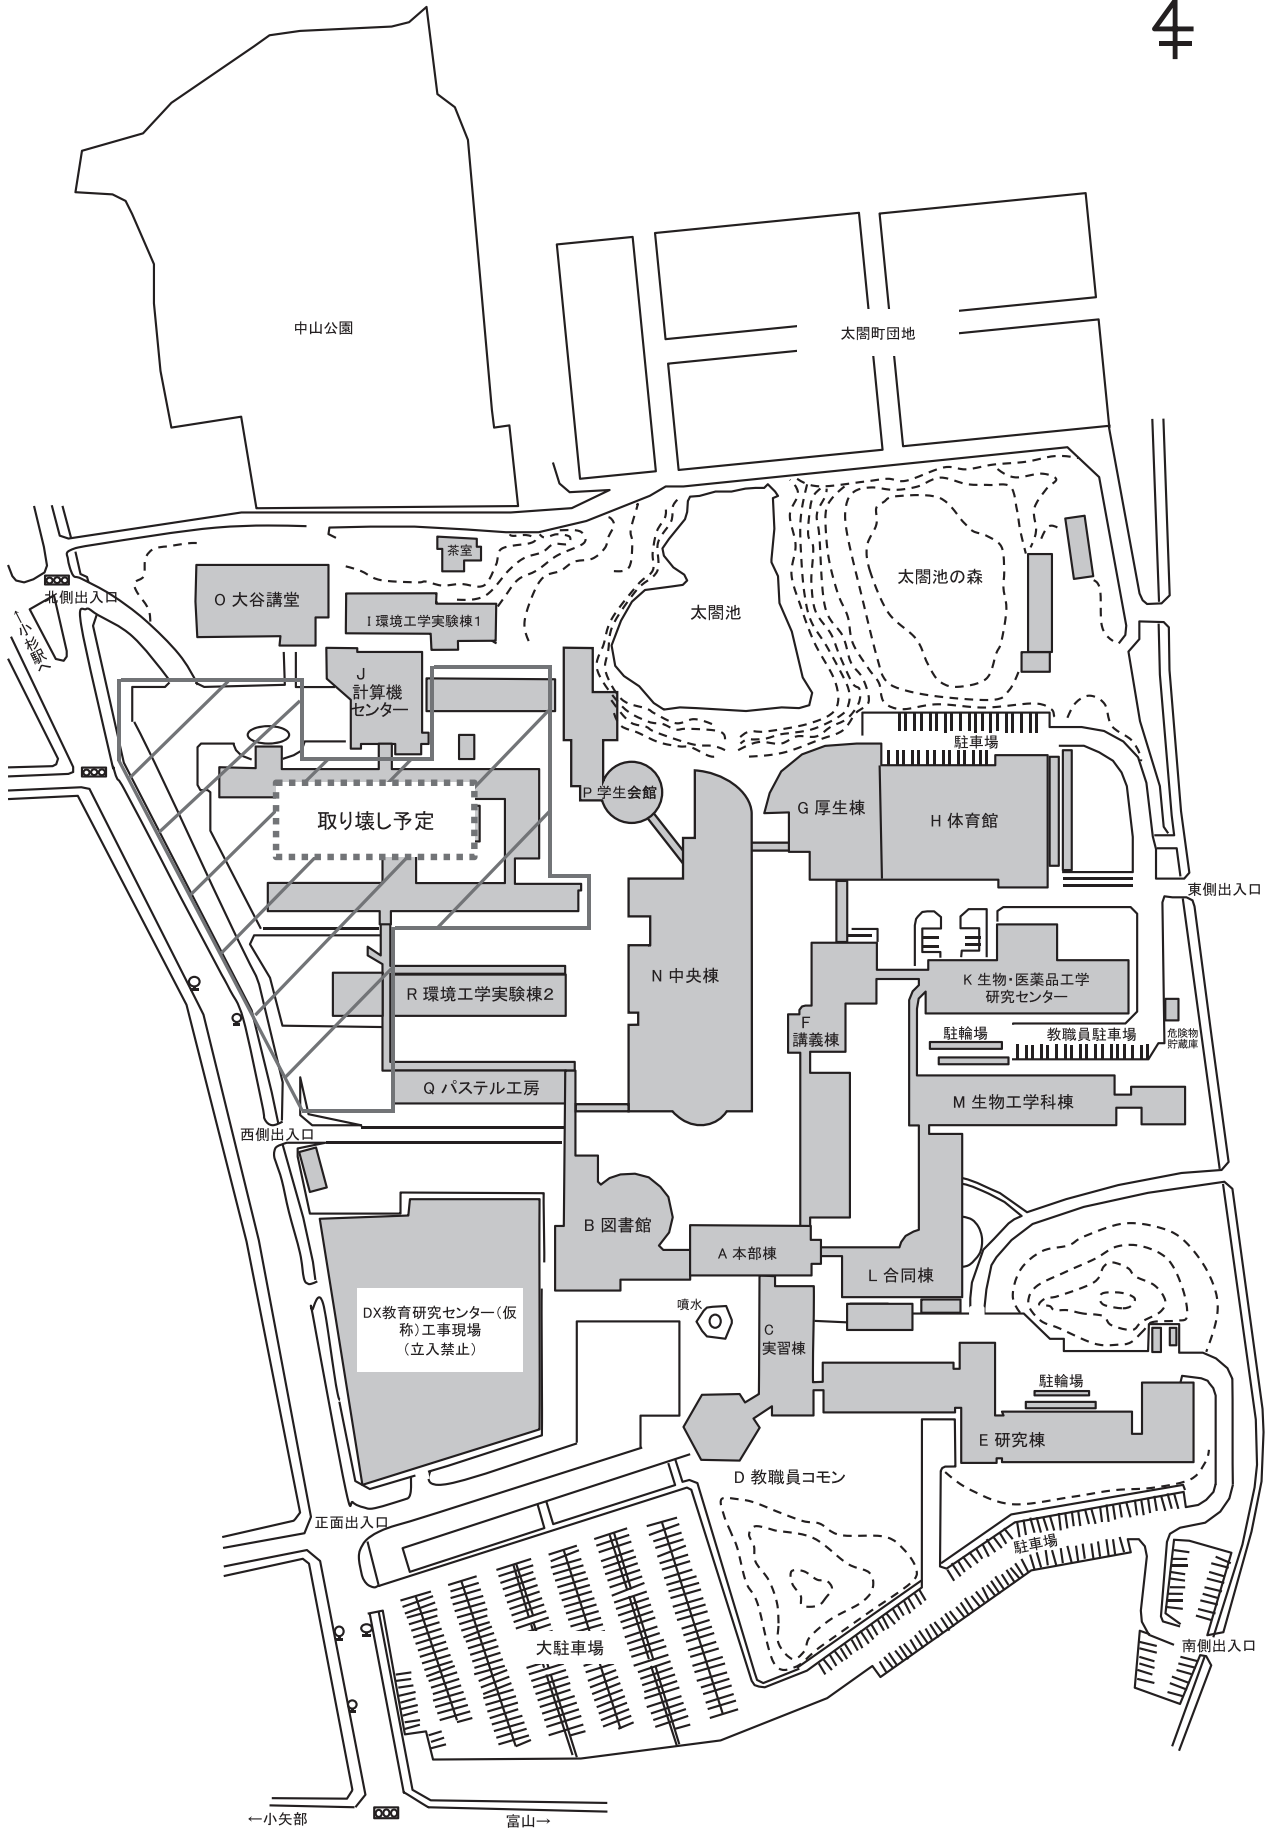 中山公園
太閤町団地
茶室
太閤池の森
北側出入口
O 大谷講堂
I 環境工学実験棟1
太閤池
←小杉駅へ
J
計算機
センター
駐車場
P 学生会館
G 厚生棟
H 体育館
取り壊し予定
東側出入口
N 中央棟
K 生物・医薬品工学
研究センター
R 環境工学実験棟2
F
講義棟
駐輪場
教職員駐車場
危険物
貯蔵庫
Q パステル工房
M 生物工学科棟
西側出入口
B 図書館
A 本部棟
L 合同棟
噴水
DX教育研究センター(仮
称)工事現場
(立入禁止)
C
実習棟
駐輪場
E 研究棟
D 教職員コモン
正面出入口
駐車場
大駐車場
南側出入口
←小矢部
富山→